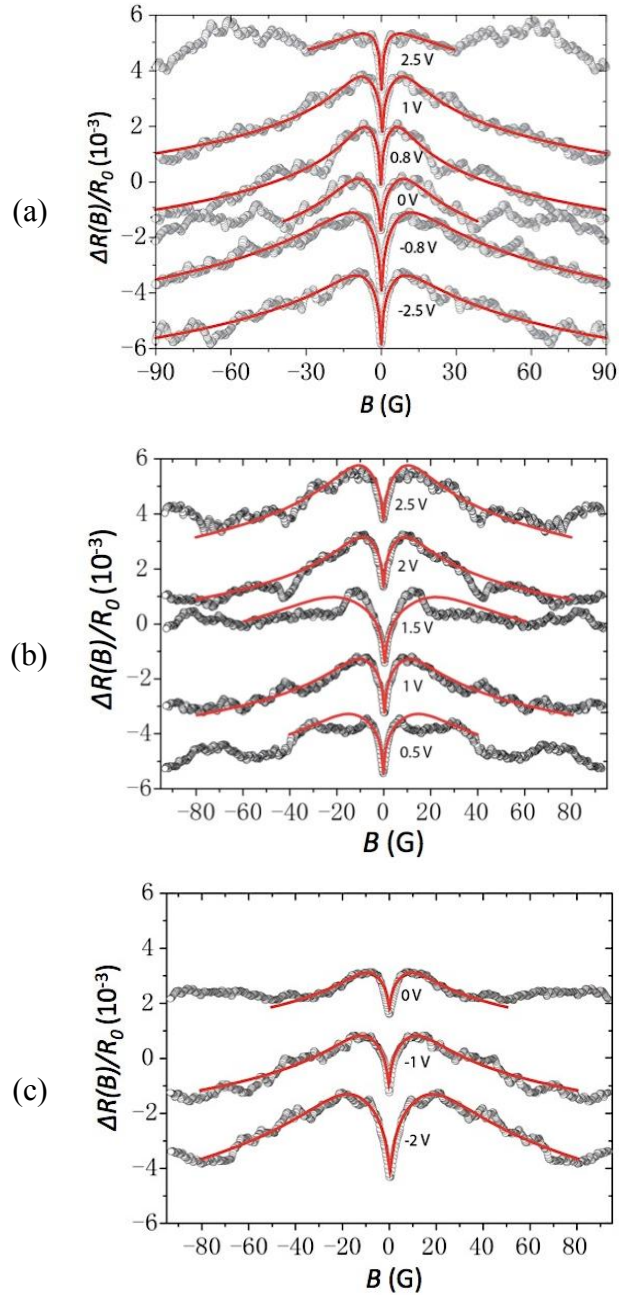 (a)
ΔR(B)/R₀ (10⁻³)
6
4
2
0
−2
−4
−6
2.5 V
1 V
0.8 V
0 V
-0.8 V
-2.5 V
−90 −60 −30 0 30 60 90
B (G)
(b)
ΔR(B)/R₀ (10⁻³)
6
4
2
0
−2
−4
−6
2.5 V
2 V
1.5 V
1 V
0.5 V
−80 −60 −40 −20 0 20 40 60 80
B (G)
(c)
ΔR(B)/R₀ (10⁻³)
6
4
2
0
−2
−4
−6
0 V
-1 V
-2 V
−80 −60 −40 −20 0 20 40 60 80
B (G)